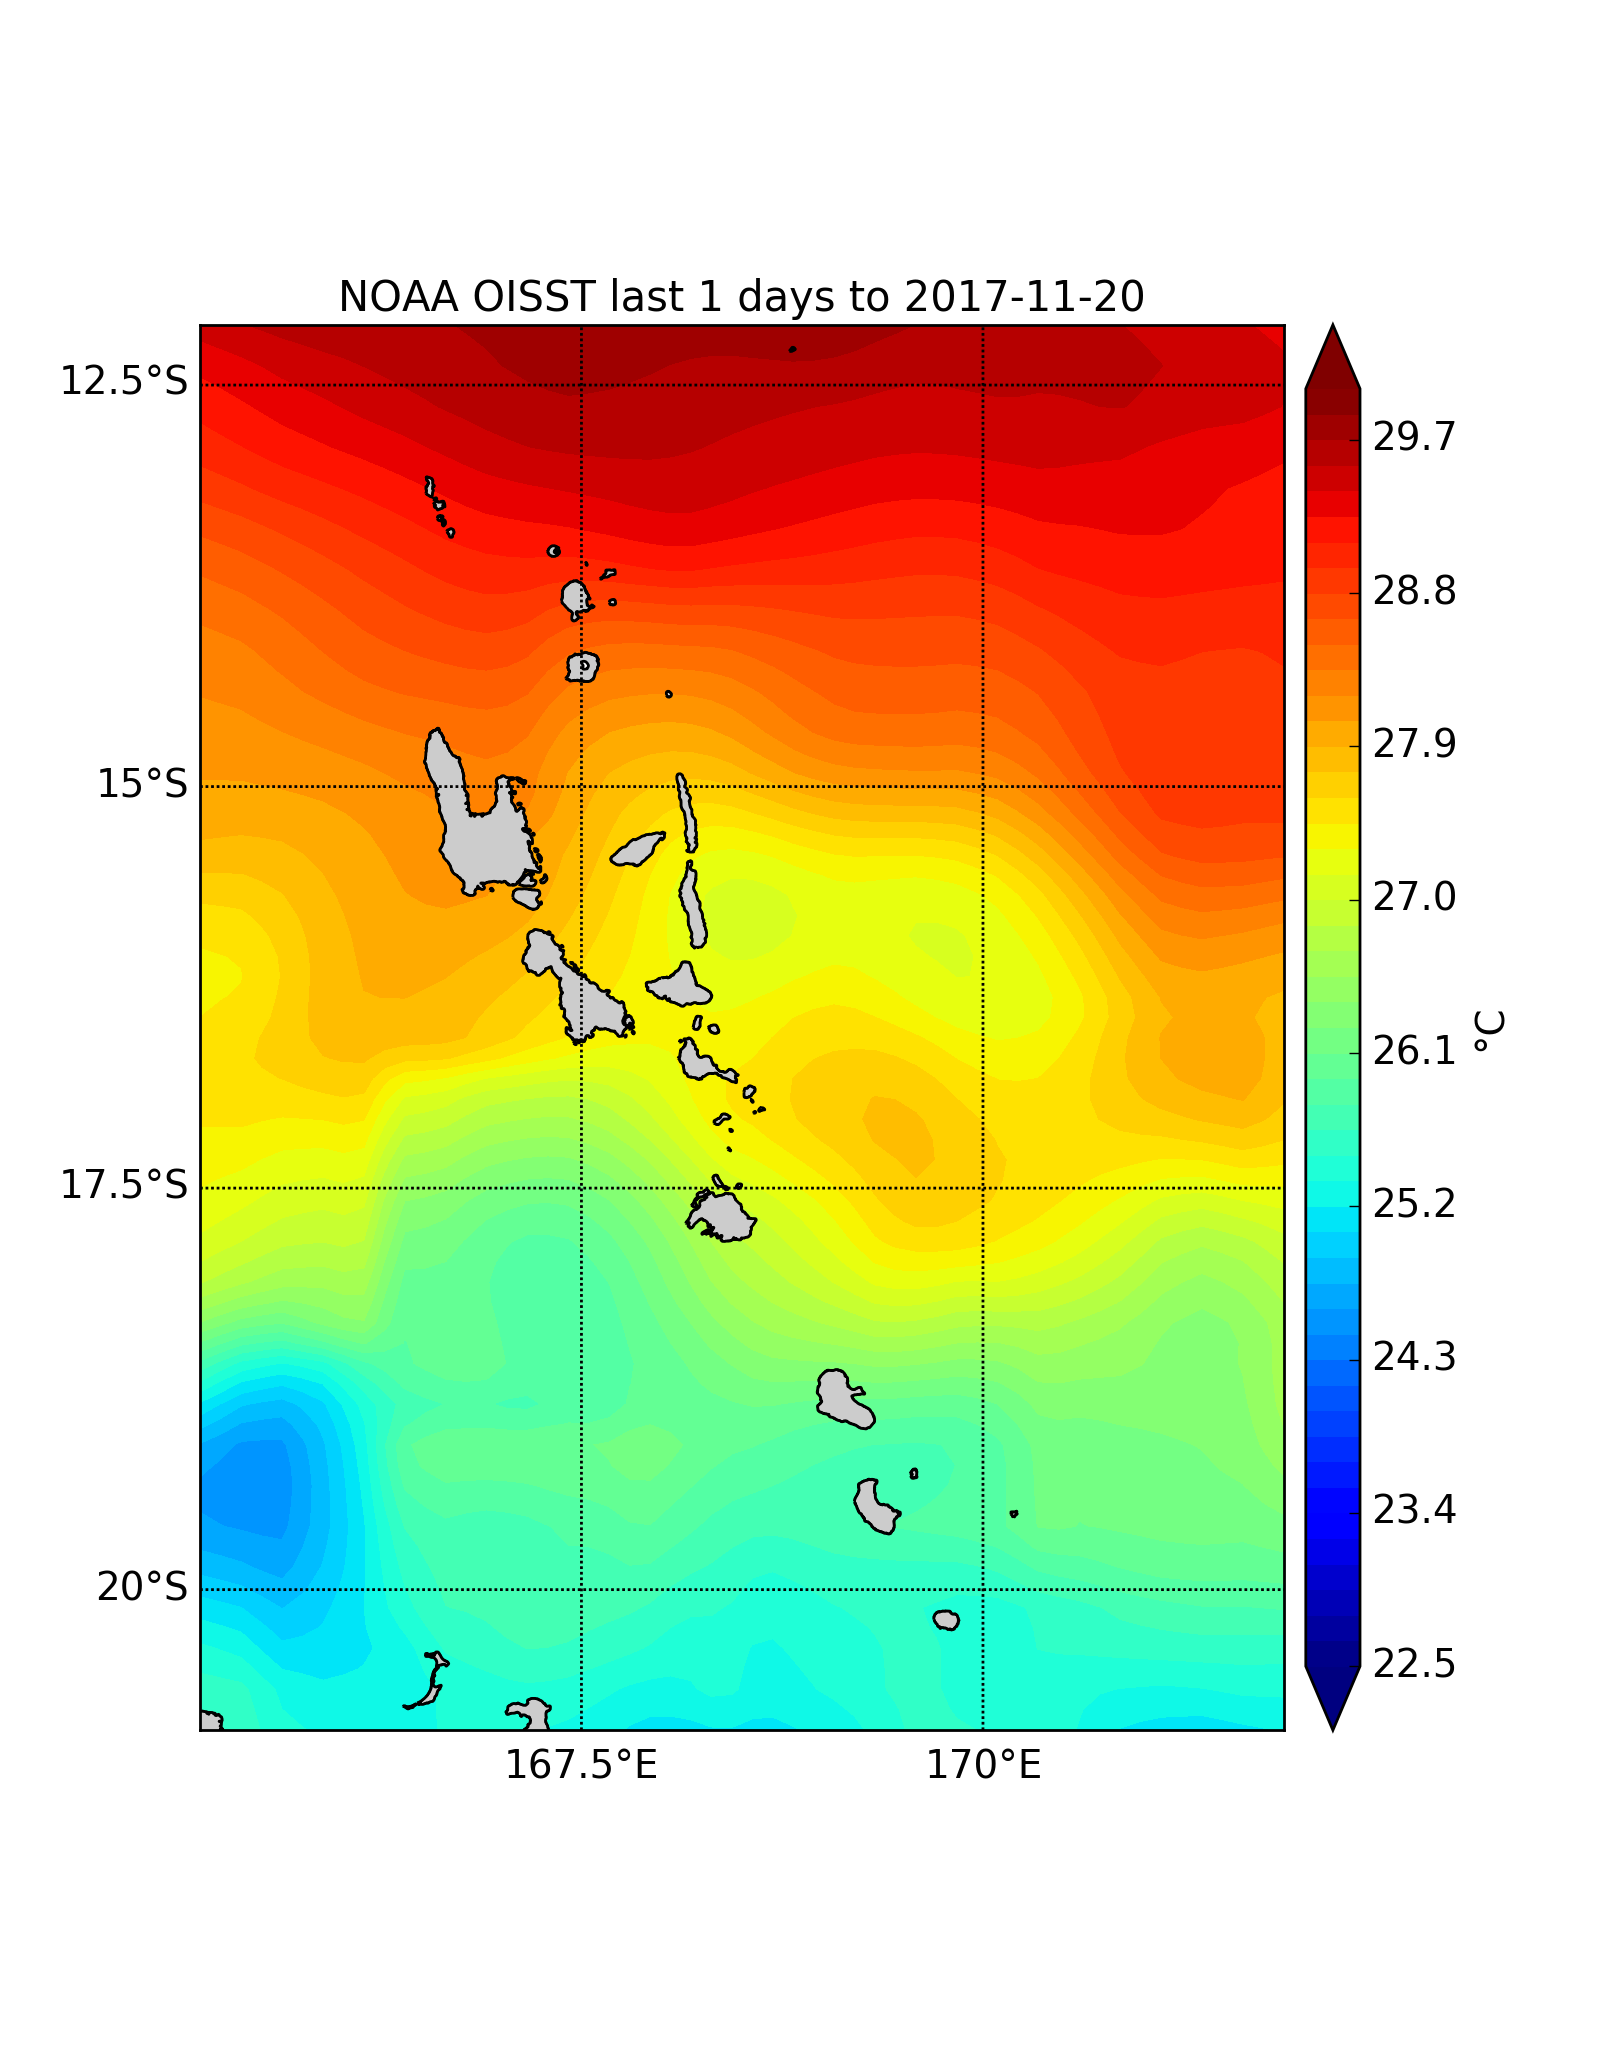 NOAA OISST last 1 days to 2017-11-20
12.5°S
15°S
17.5°S
20°S
167.5°E
170°E
29.7
28.8
27.9
27.0
26.1
25.2
24.3
23.4
22.5
°C